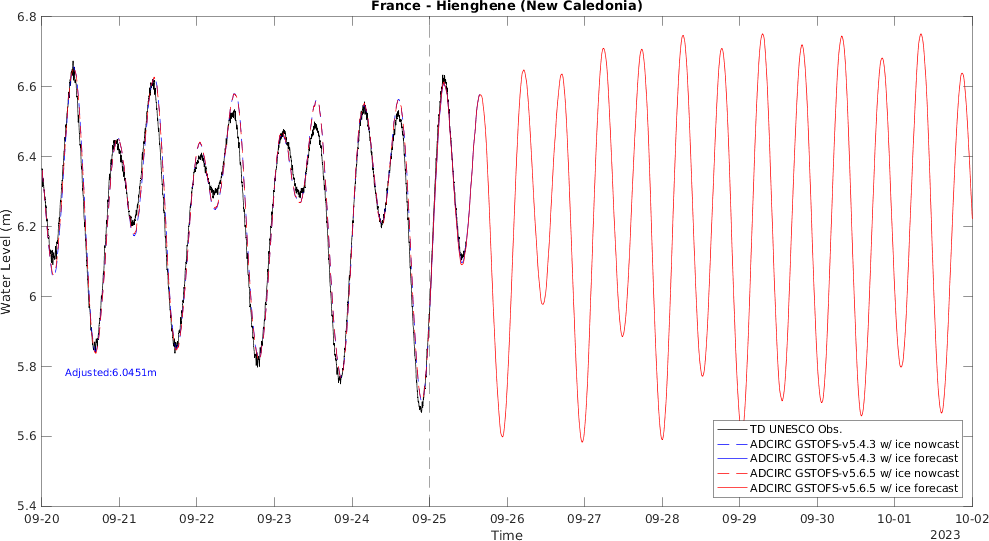 France - Hienghene (New Caledonia)
6.8
6.6
6.4
6.2
6
5.8
5.6
5.4
Water Level (m)
Adjusted:6.0451m
TD UNESCO Obs.
ADCIRC GSTOFS-v5.4.3 w/ ice nowcast
ADCIRC GSTOFS-v5.4.3 w/ ice forecast
ADCIRC GSTOFS-v5.6.5 w/ ice nowcast
ADCIRC GSTOFS-v5.6.5 w/ ice forecast
09-20 09-21 09-22 09-23 09-24 09-25 09-26 09-27 09-28 09-29 09-30 10-01 10-02
Time
2023